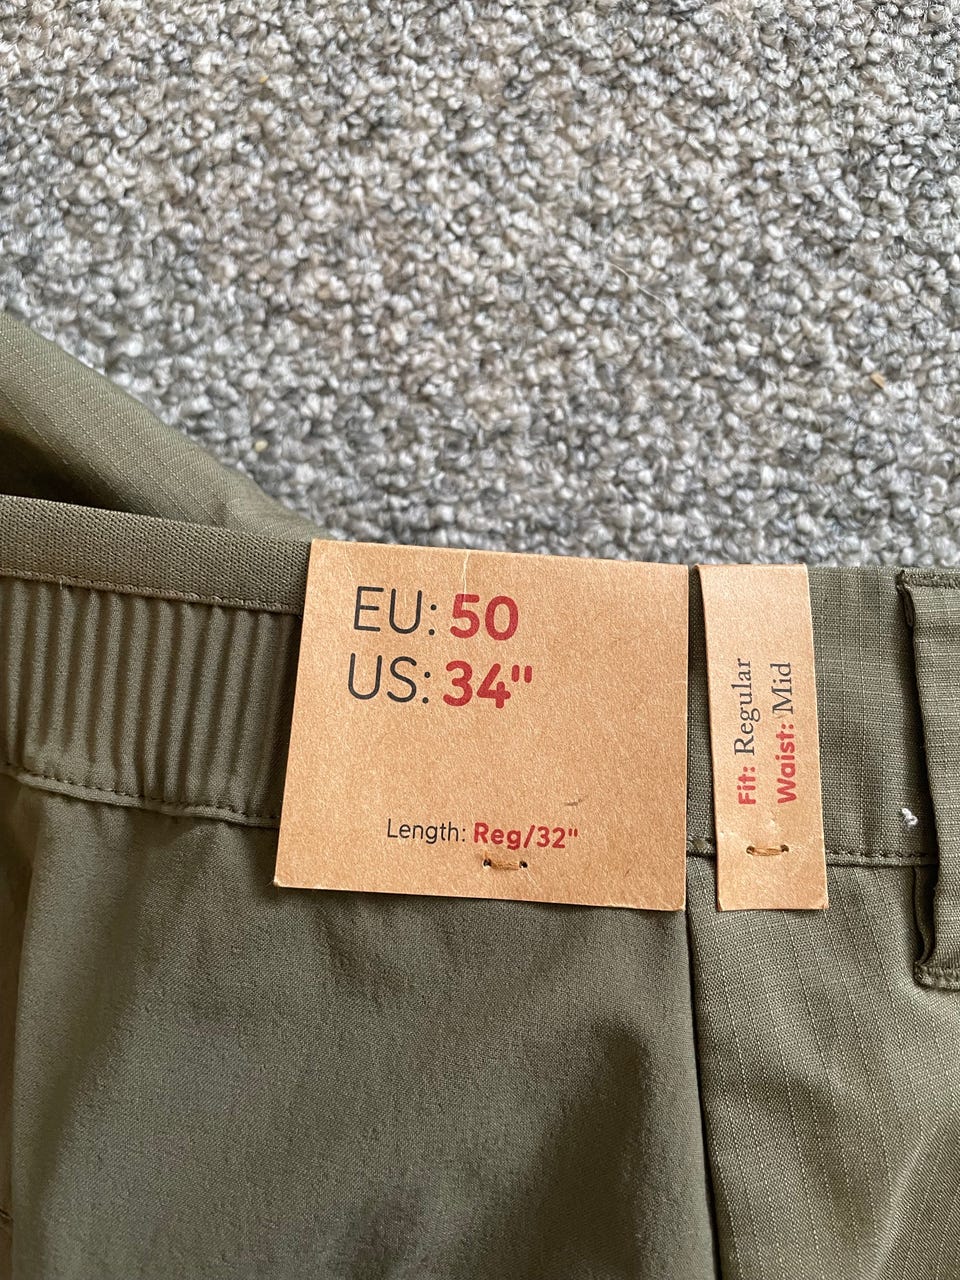 EU: 50
US: 34"
Length: Reg/32"
Fit: Regular
Waist: Mid